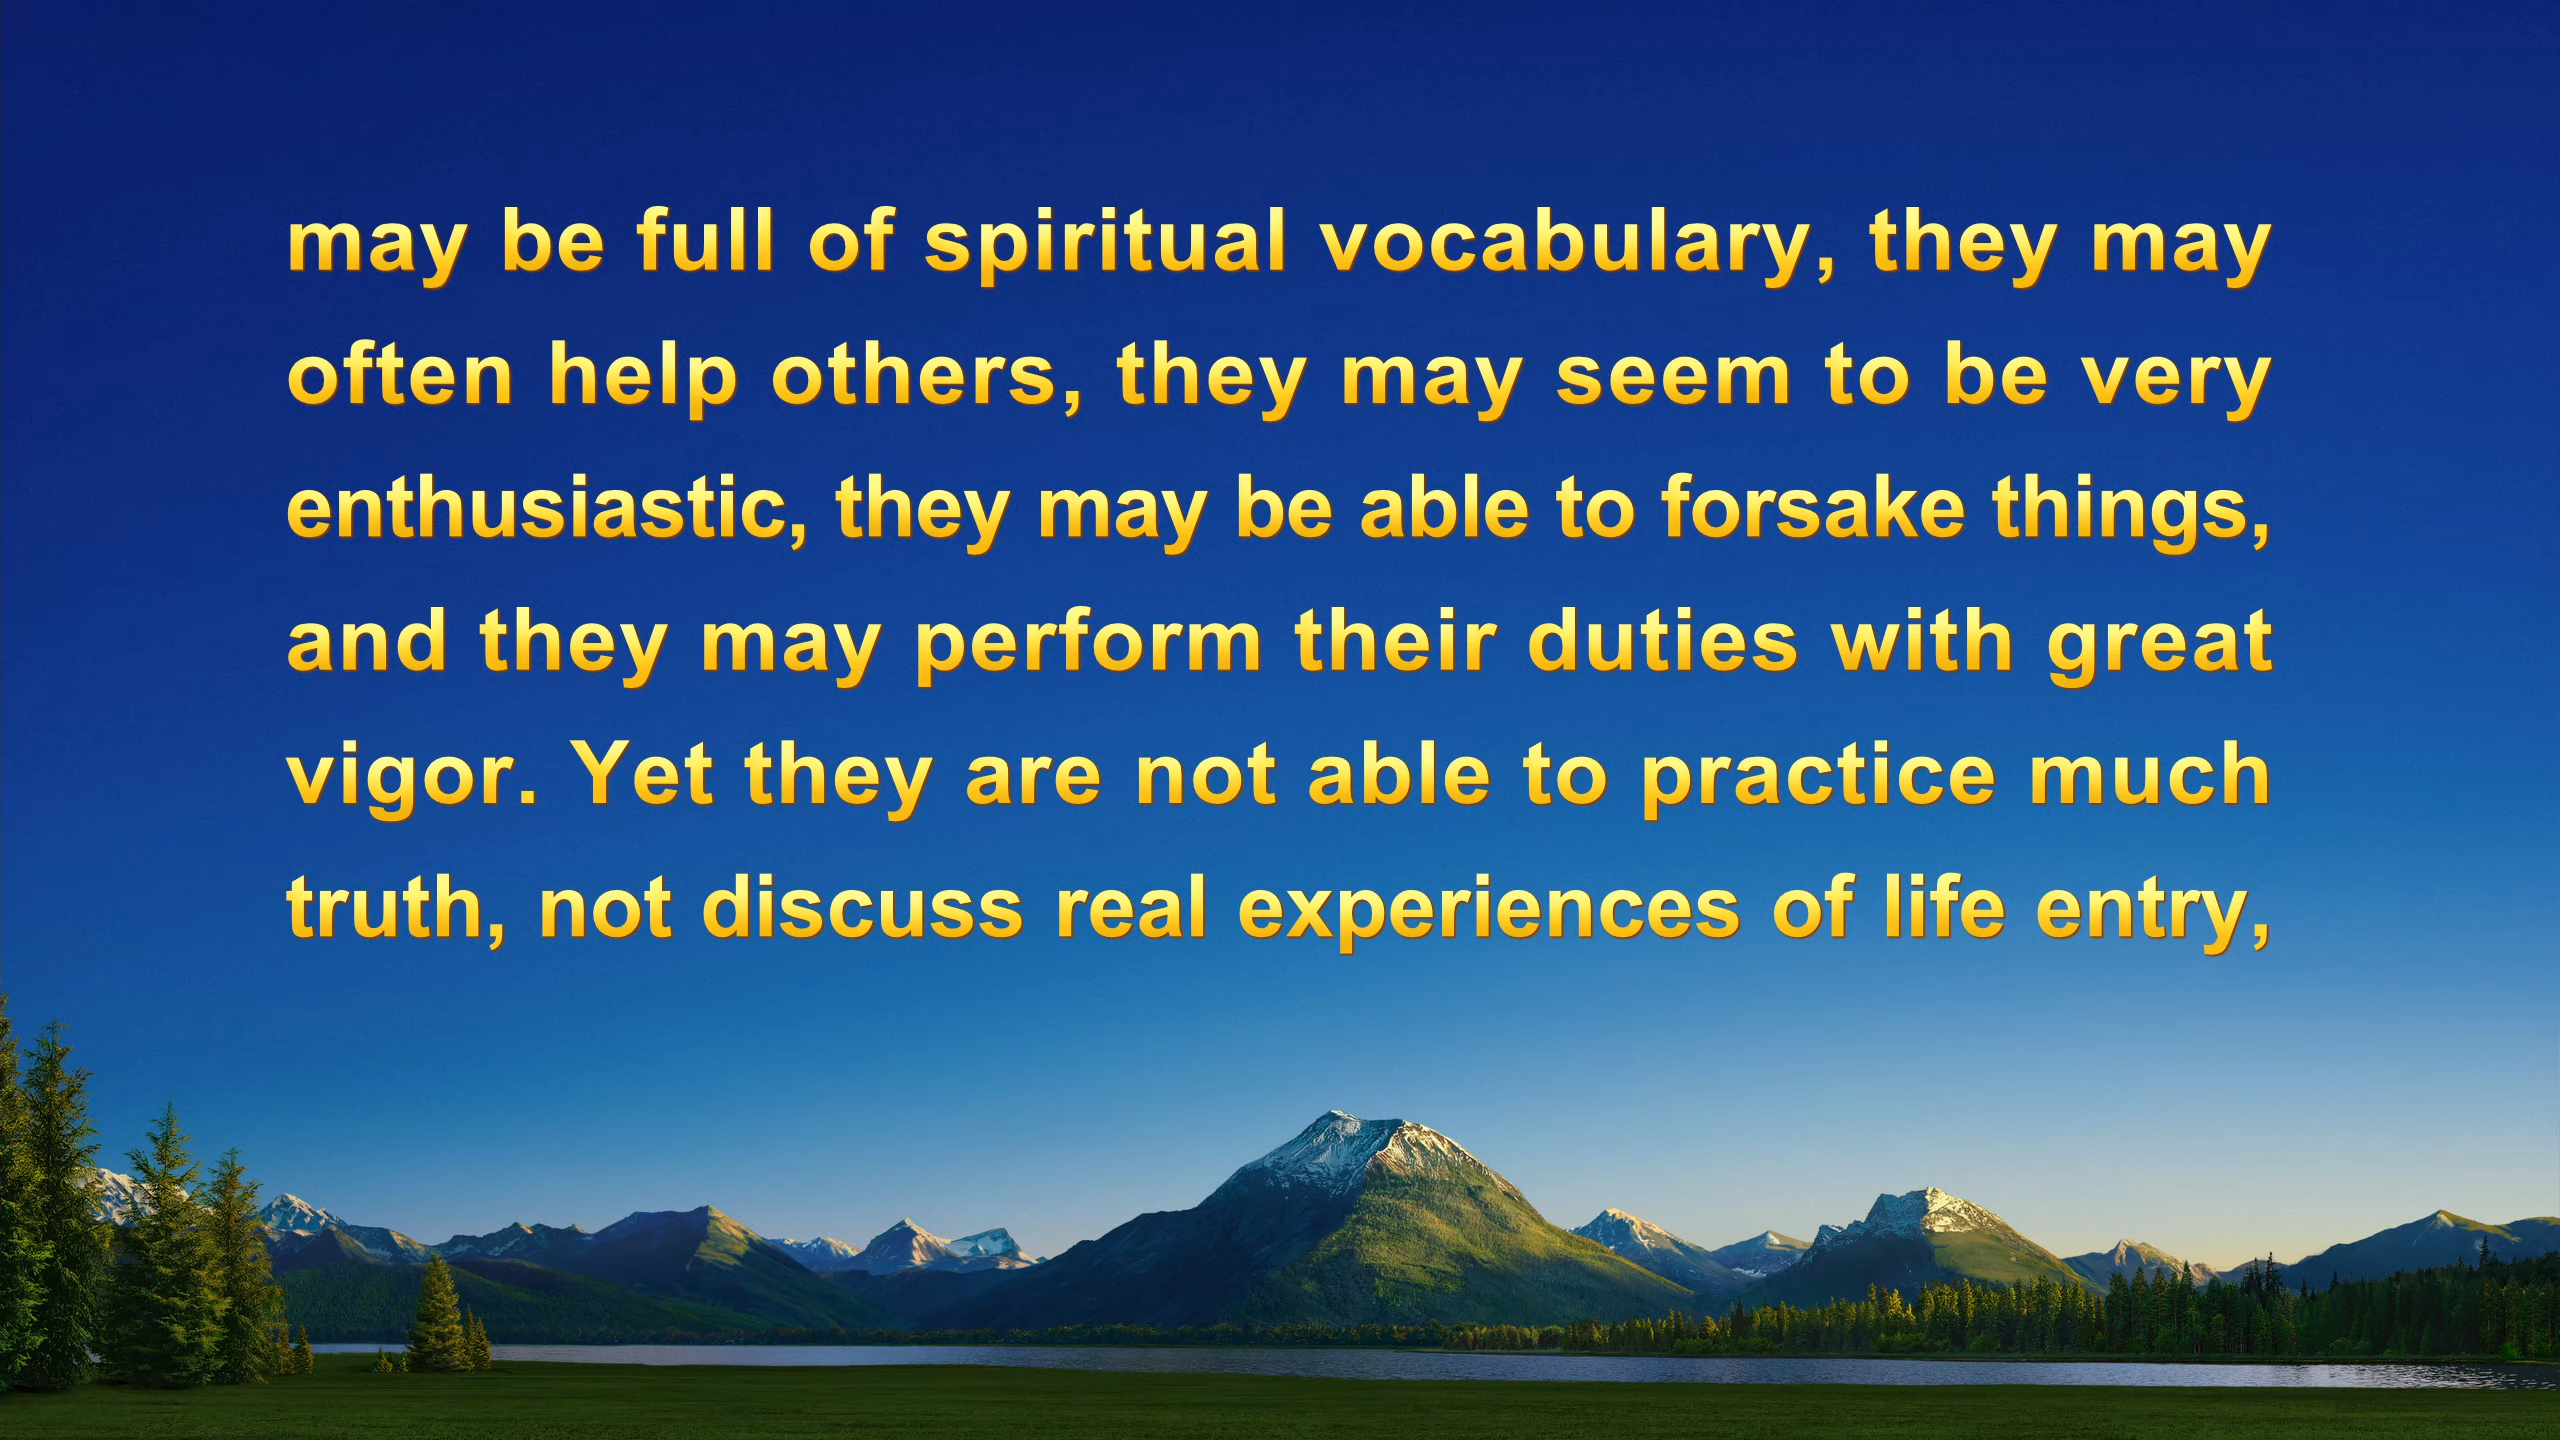 may be full of spiritual vocabulary, they may
often help others, they may seem to be very
enthusiastic, they may be able to forsake things,
and they may perform their duties with great
vigor. Yet they are not able to practice much
truth, not discuss real experiences of life entry,